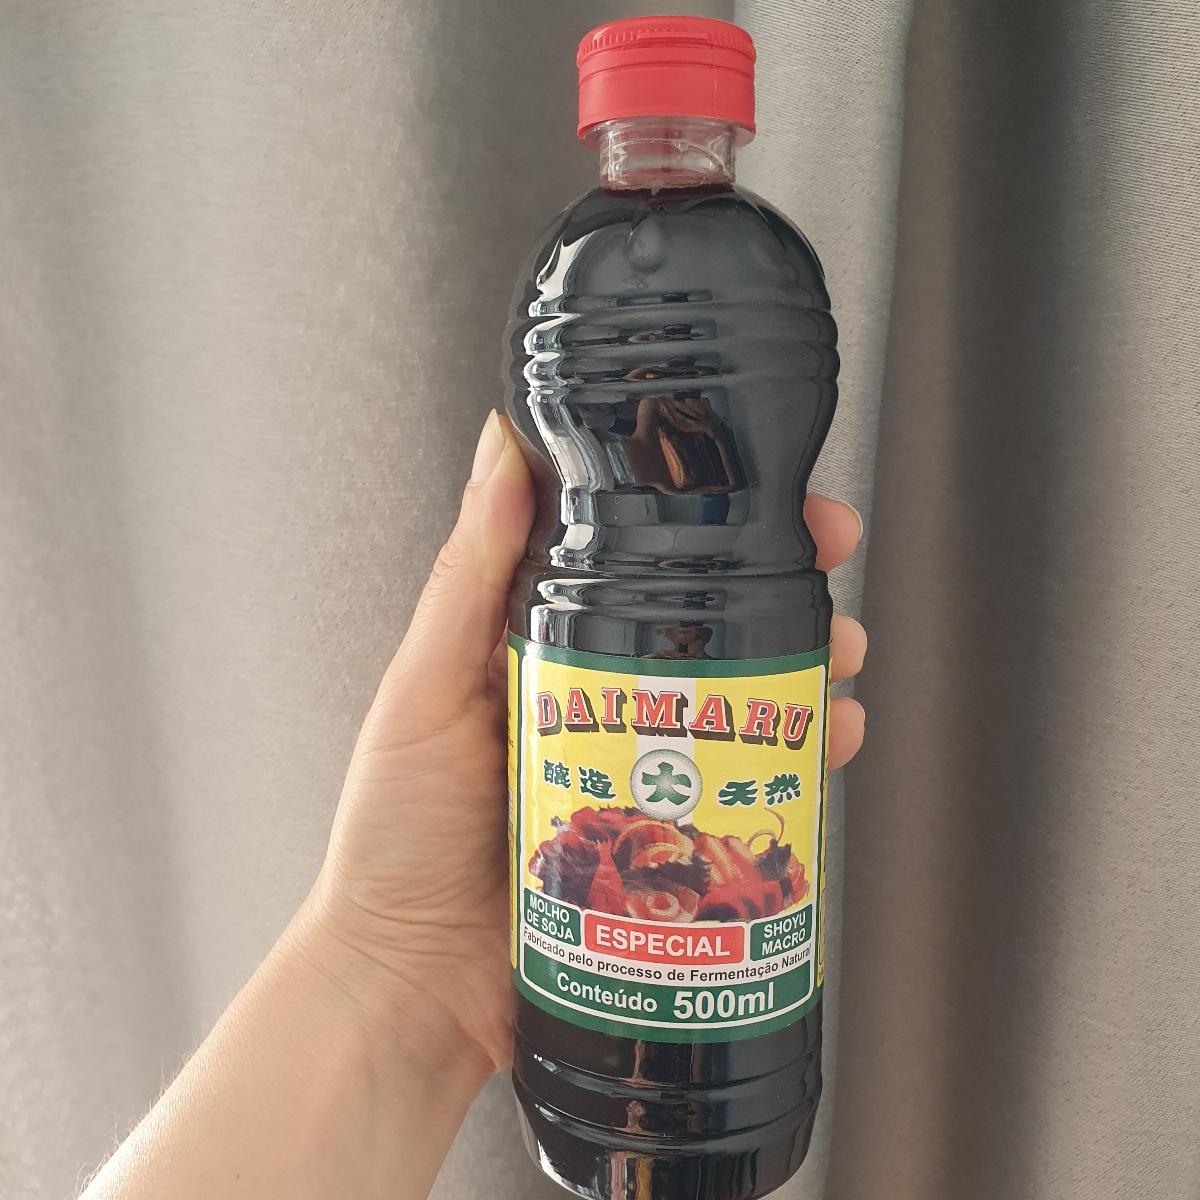 DAIMARU
醸造 大 天然
MOLHO
DE SOJA
ESPECIAL
SHOYU
MACRO
Fabricado pelo processo de Fermentação Natural
Conteúdo 500ml